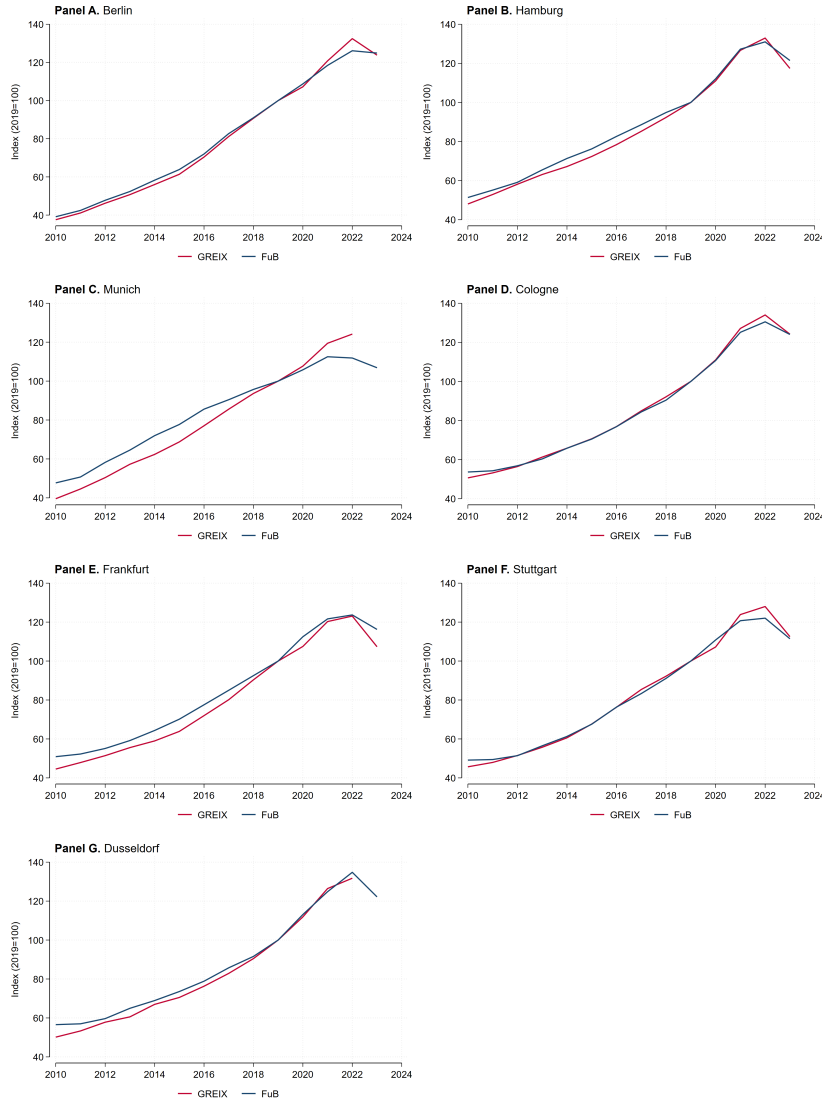 Panel A. Berlin
Index (2019=100)
140
120
100
80
60
40
2010 2012 2014 2016 2018 2020 2022 2024
GREIX FuB
Panel B. Hamburg
Index (2019=100)
140
120
100
80
60
40
2010 2012 2014 2016 2018 2020 2022 2024
GREIX FuB
Panel C. Munich
Index (2019=100)
140
120
100
80
60
40
2010 2012 2014 2016 2018 2020 2022 2024
GREIX FuB
Panel D. Cologne
Index (2019=100)
140
120
100
80
60
40
2010 2012 2014 2016 2018 2020 2022 2024
GREIX FuB
Panel E. Frankfurt
Index (2019=100)
140
120
100
80
60
40
2010 2012 2014 2016 2018 2020 2022 2024
GREIX FuB
Panel F. Stuttgart
Index (2019=100)
140
120
100
80
60
40
2010 2012 2014 2016 2018 2020 2022 2024
GREIX FuB
Panel G. Dusseldorf
Index (2019=100)
140
120
100
80
60
40
2010 2012 2014 2016 2018 2020 2022 2024
GREIX FuB